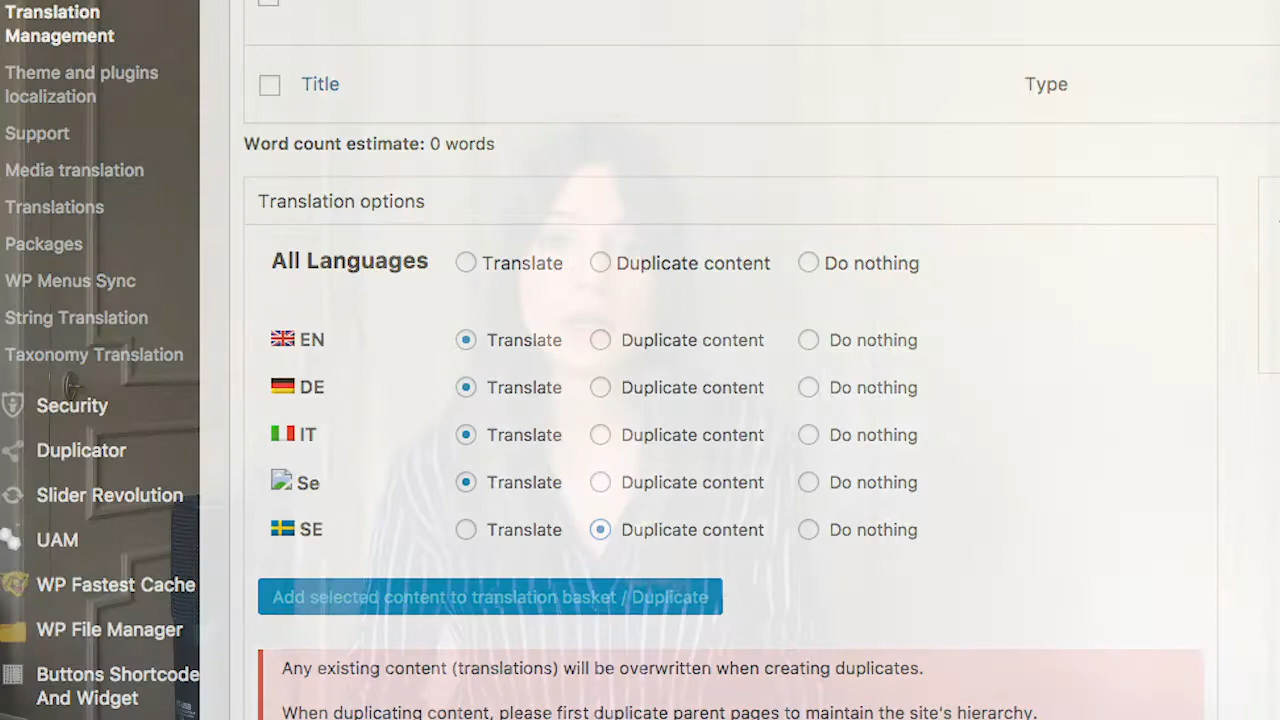 Translation
Management
Theme and plugins
localization
Support
Media translation
Translations
Packages
WP Menus Sync
String Translation
Taxonomy Translation
Security
Duplicator
Slider Revolution
UAM
WP Fastest Cache
WP File Manager
Buttons Shortcode
And Widget
Title Type
Word count estimate: 0 words
Translation options
All Languages Translate Duplicate content Do nothing
EN Translate Duplicate content Do nothing
DE Translate Duplicate content Do nothing
IT Translate Duplicate content Do nothing
Se Translate Duplicate content Do nothing
SE Translate Duplicate content Do nothing
Add selected content to translation basket / Duplicate
Any existing content (translations) will be overwritten when creating duplicates.
When duplicating content, please first duplicate parent pages to maintain the site's hierarchy.